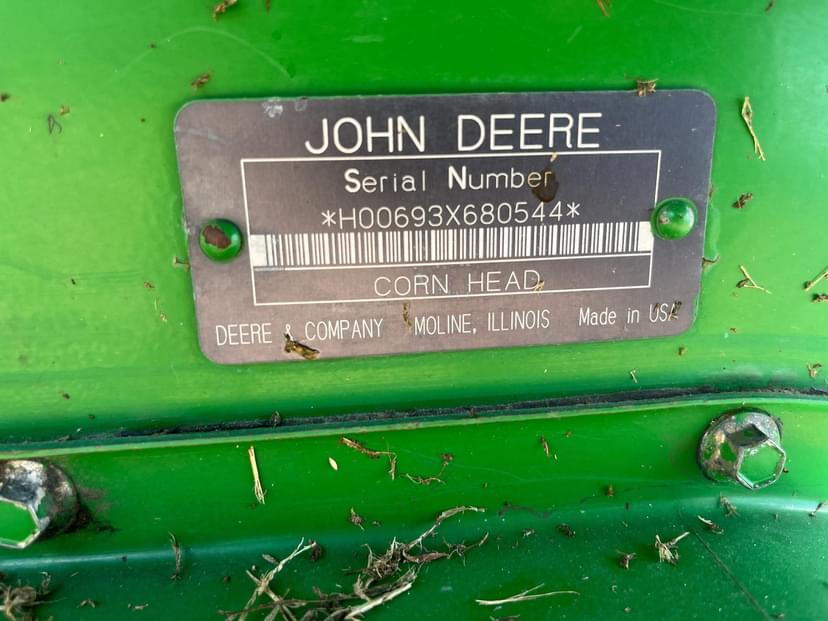 JOHN DEERE
Serial Number
*H00693X680544*
CORN HEAD
DEERE & COMPANY MOLINE, ILLINOIS Made in USA